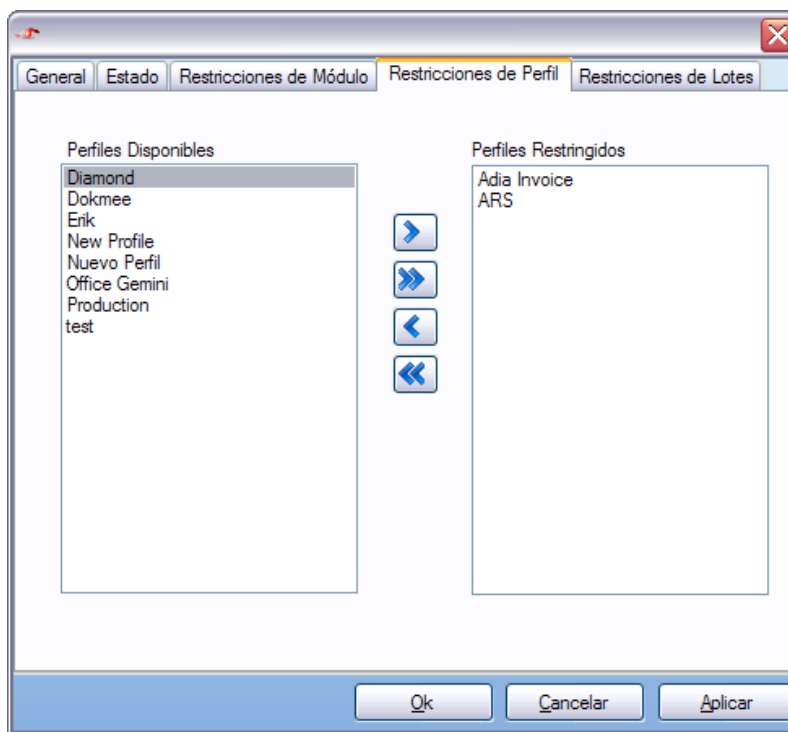 General Estado Restricciones de Módulo Restricciones de Perfil Restricciones de Lotes
Perfiles Disponibles
Diamond
Dokmee
Erik
New Profile
Nuevo Perfil
Office Gemini
Production
test
Perfiles Restringidos
Adia Invoice
ARS
Ok Cancelar Aplicar